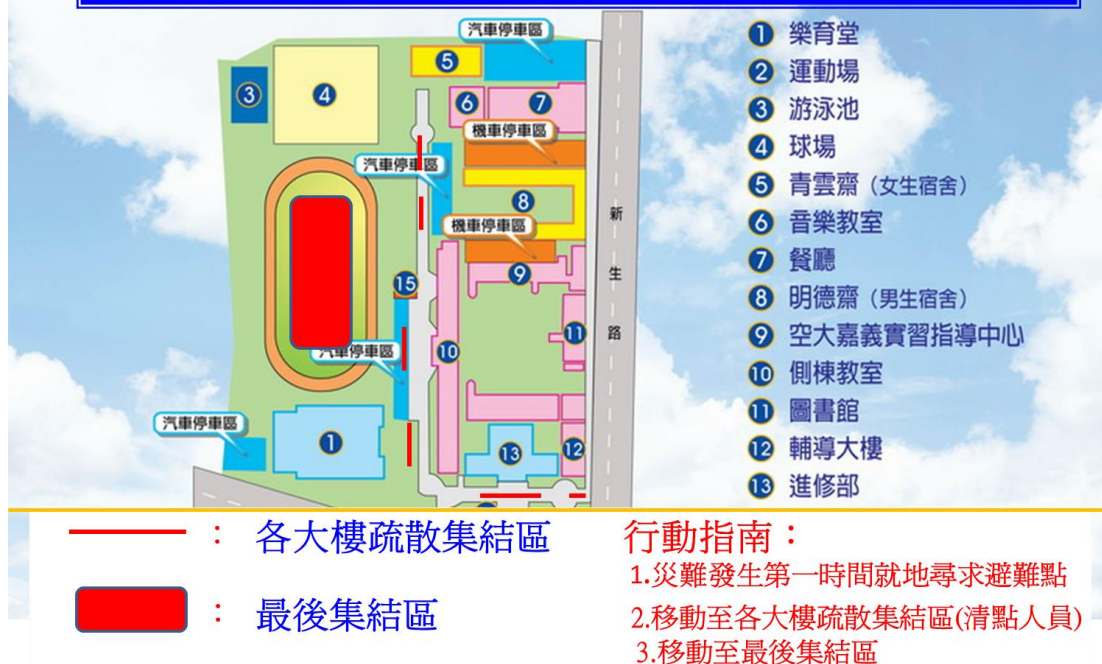 汽車停車區
5
3
4
6
7
機車停車區
汽車停車區
8
新
機車停車區
9
生
15
11
路
汽車停車區
10
汽車停車區
1
13
12
1 樂育堂
2 運動場
3 游泳池
4 球場
5 青雲齋（女生宿舍）
6 音樂教室
7 餐廳
8 明德齋（男生宿舍）
9 空大嘉義實習指導中心
10 側棟教室
11 圖書館
12 輔導大樓
13 進修部
： 各大樓疏散集結區
： 最後集結區
行動指南：
1.災難發生第一時間就地尋求避難點
2.移動至各大樓疏散集結區(清點人員)
3.移動至最後集結區